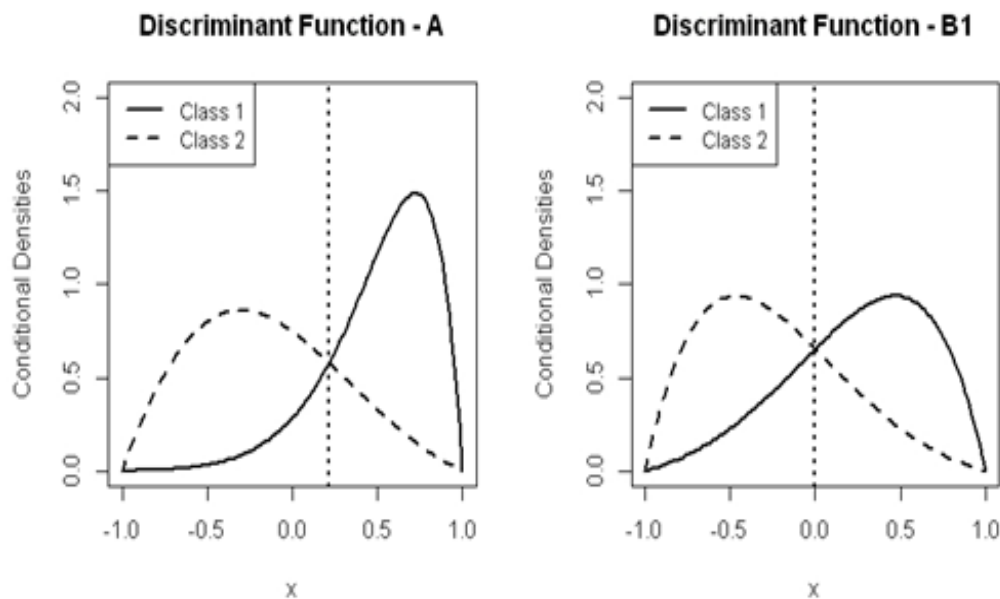 Discriminant Function - A
Class 1
Class 2
Conditional Densities
0.0 0.5 1.0 1.5 2.0
-1.0 -0.5 0.0 0.5 1.0
x
Discriminant Function - B1
Class 1
Class 2
Conditional Densities
0.0 0.5 1.0 1.5 2.0
-1.0 -0.5 0.0 0.5 1.0
x